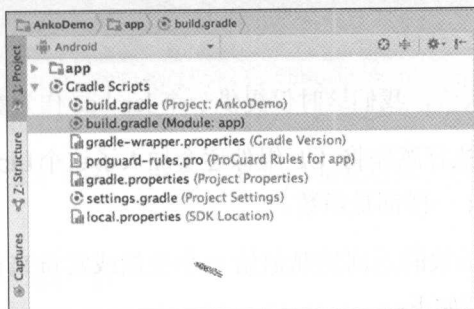 AnkoDemo app build.gradle
1: Project
Android
app
Gradle Scripts
build.gradle (Project: AnkoDemo)
build.gradle (Module: app)
gradle-wrapper.properties (Gradle Version)
proguard-rules.pro (ProGuard Rules for app)
gradle.properties (Project Properties)
settings.gradle (Project Settings)
local.properties (SDK Location)
Z: Structure
Captures